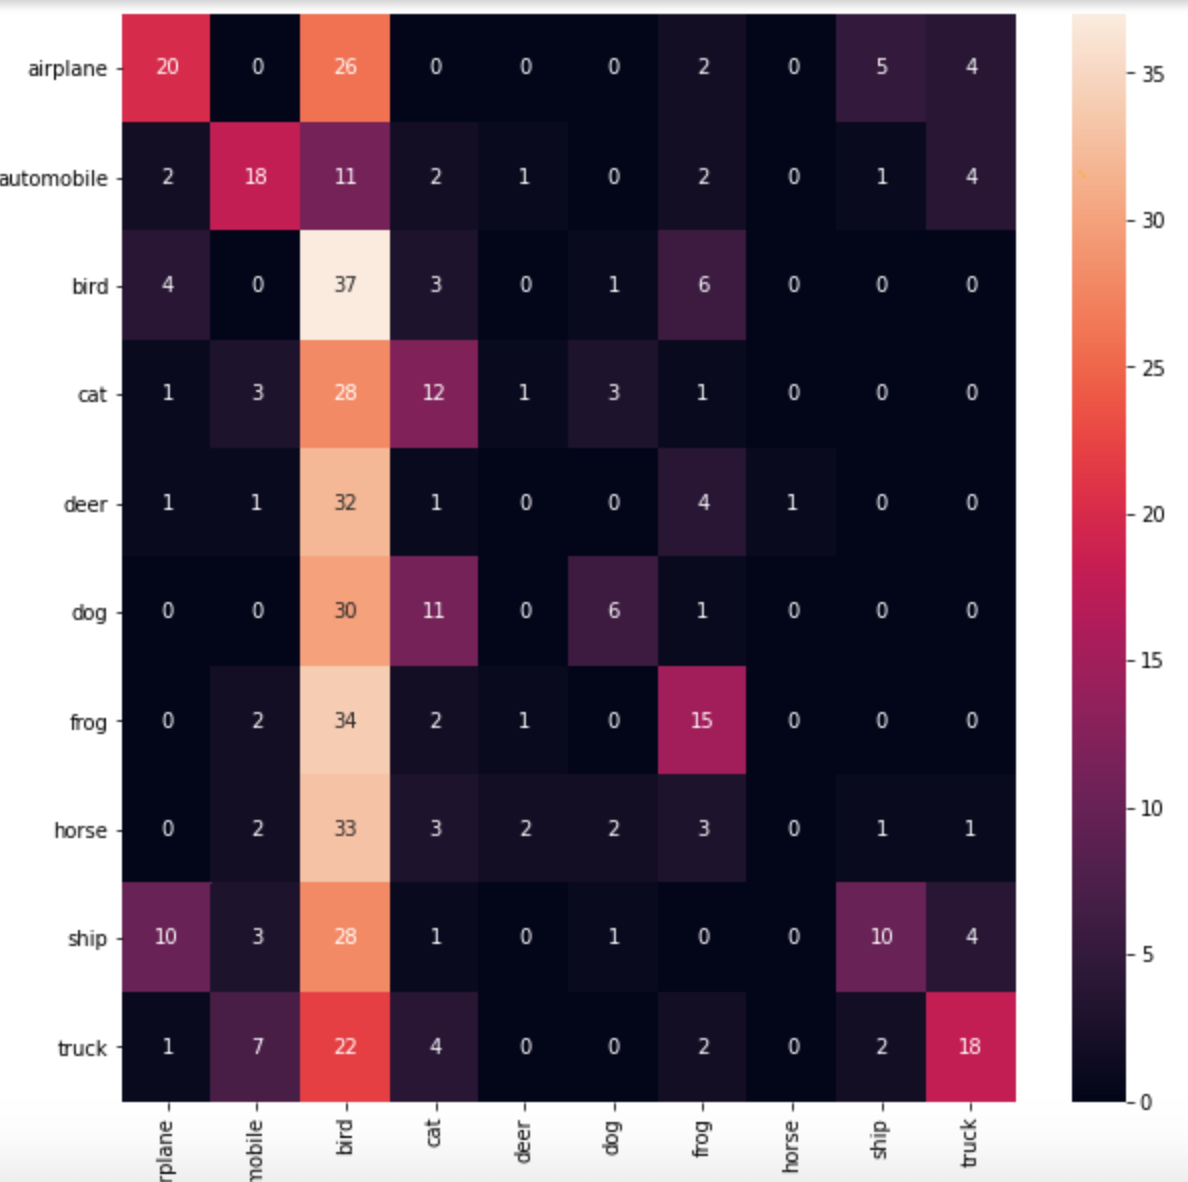 airplane 20 0 26 0 0 0 2 0 5 4
automobile 2 18 11 2 1 0 2 0 1 4
bird 4 0 37 3 0 1 6 0 0 0
cat 1 3 28 12 1 3 1 0 0 0
deer 1 1 32 1 0 0 4 1 0 0
dog 0 0 30 11 0 6 1 0 0 0
frog 0 2 34 2 1 0 15 0 0 0
horse 0 2 33 3 2 2 3 0 1 1
ship 10 3 28 1 0 1 0 0 10 4
truck 1 7 22 4 0 0 2 0 2 18
rplane mobile bird cat deer dog frog horse ship truck
35
30
25
20
15
10
5
0